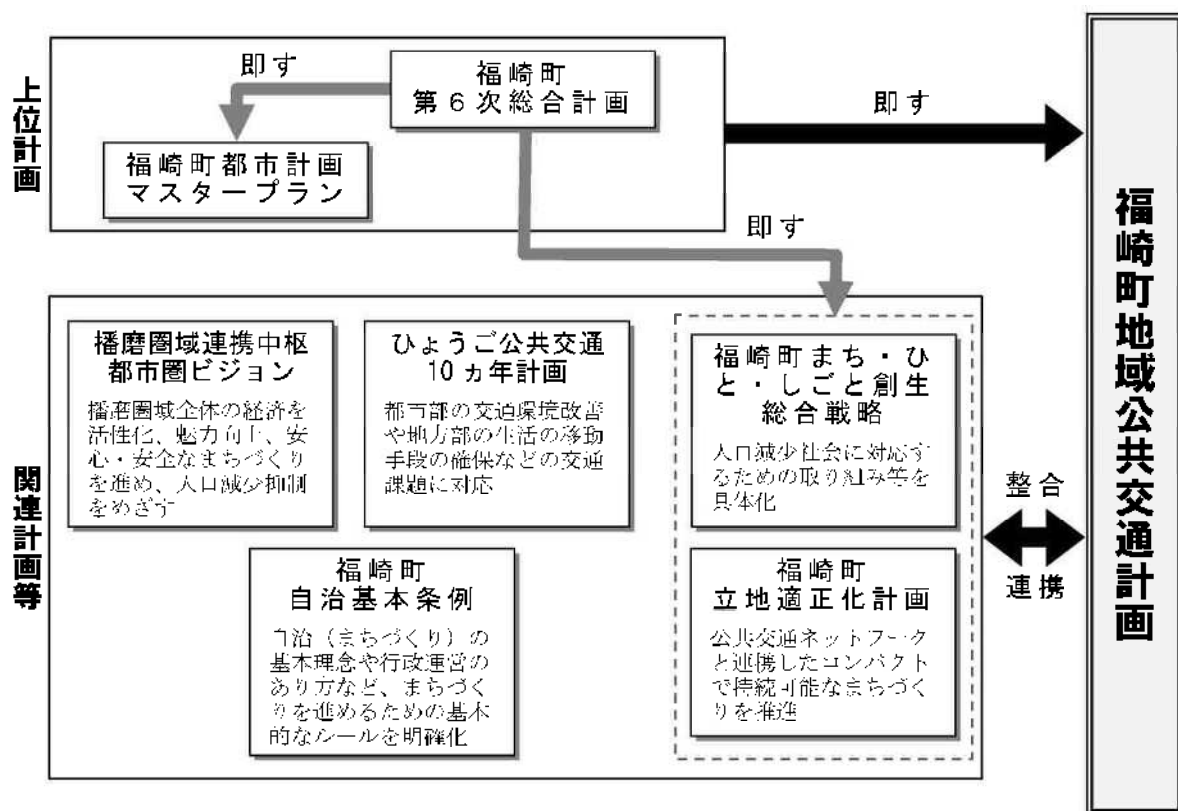 上位計画
即す
福崎町
第6次総合計画
福崎町都市計画
マスタープラン
即す
即す
関連計画等
播磨圏域連携中枢
都市圏ビジョン
播磨圏域全体の経済を
活性化、魅力向上、安
心・安全なまちづくり
を進め、人口減少抑制
をめざす
ひょうご公共交通
10ヵ年計画
都市部の交通環境改善
や地方部の生活の移動
手段の確保などの交通
課題に対応
福崎町まち・ひ
と・しごと創生
総合戦略
人口減少社会に対応す
るための取り組み等を
具体化
福崎町
自治基本条例
自治（まちづくり）の
基本理念や行政運営の
あり方など、まちづく
りを進めるための基本
的なルールを明確化
福崎町
立地適正化計画
公共交通ネットワーク
と連携したコンパクト
で持続可能なまちづく
りを推進
整合
連携
福崎町地域公共交通計画